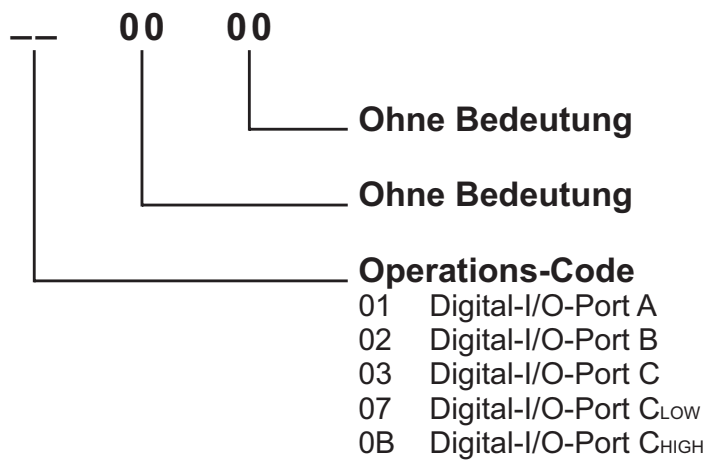 __ 00 00
Ohne Bedeutung
Ohne Bedeutung
Operations-Code
01 Digital-I/O-Port A
02 Digital-I/O-Port B
03 Digital-I/O-Port C
07 Digital-I/O-Port CLOW
0B Digital-I/O-Port CHIGH